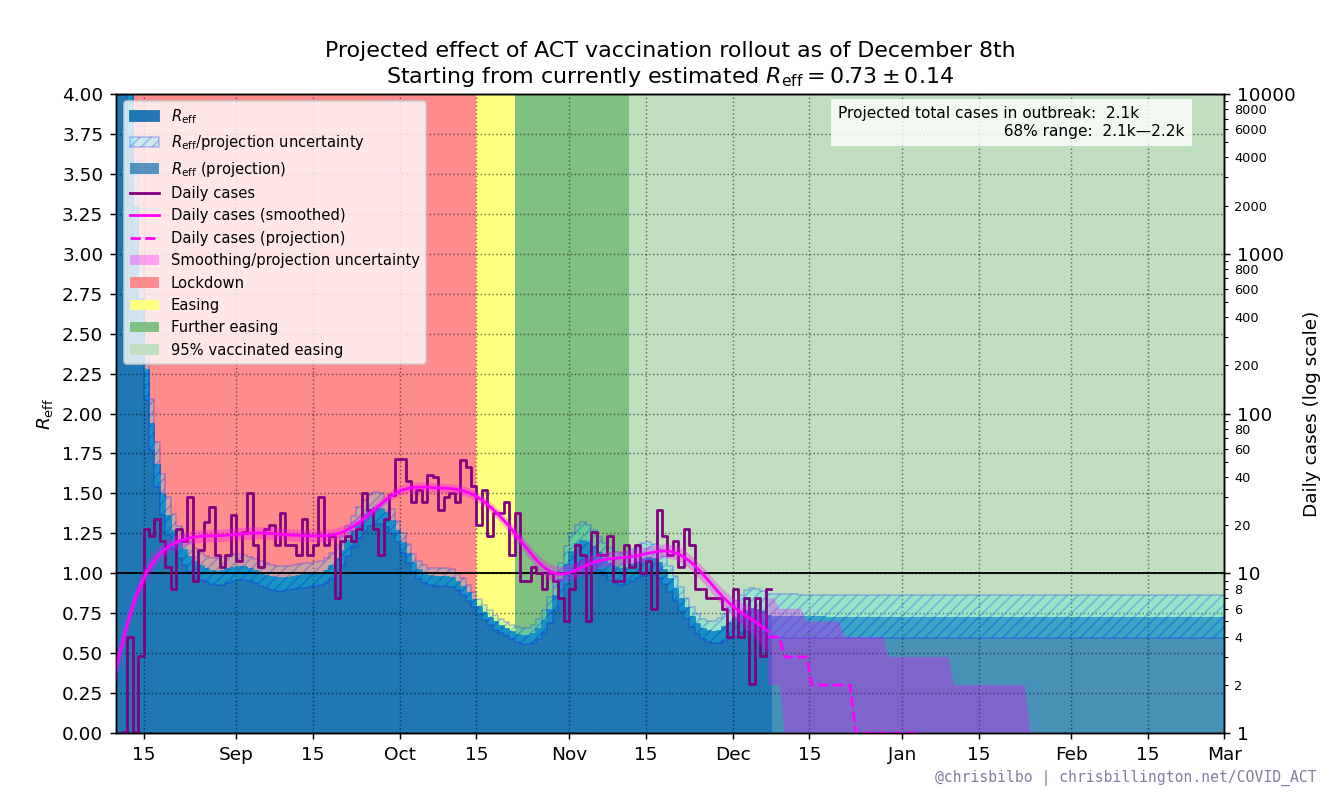 Projected effect of ACT vaccination rollout as of December 8th
Starting from currently estimated Reff = 0.73 ± 0.14
Reff
Reff/projection uncertainty
Reff (projection)
Daily cases
Daily cases (smoothed)
Daily cases (projection)
Smoothing/projection uncertainty
Lockdown
Easing
Further easing
95% vaccinated easing
Projected total cases in outbreak: 2.1k
68% range: 2.1k—2.2k
Reff
4.00
3.75
3.50
3.25
3.00
2.75
2.50
2.25
2.00
1.75
1.50
1.25
1.00
0.75
0.50
0.25
0.00
10000
8000
6000
4000
2000
1000
800
600
400
200
100
80
60
40
20
10
8
6
4
2
1
Daily cases (log scale)
15 Sep 15 Oct 15 Nov 15 Dec 15 Jan 15 Feb 15 Mar
@chrisbilbo | chrisbillington.net/COVID_ACT